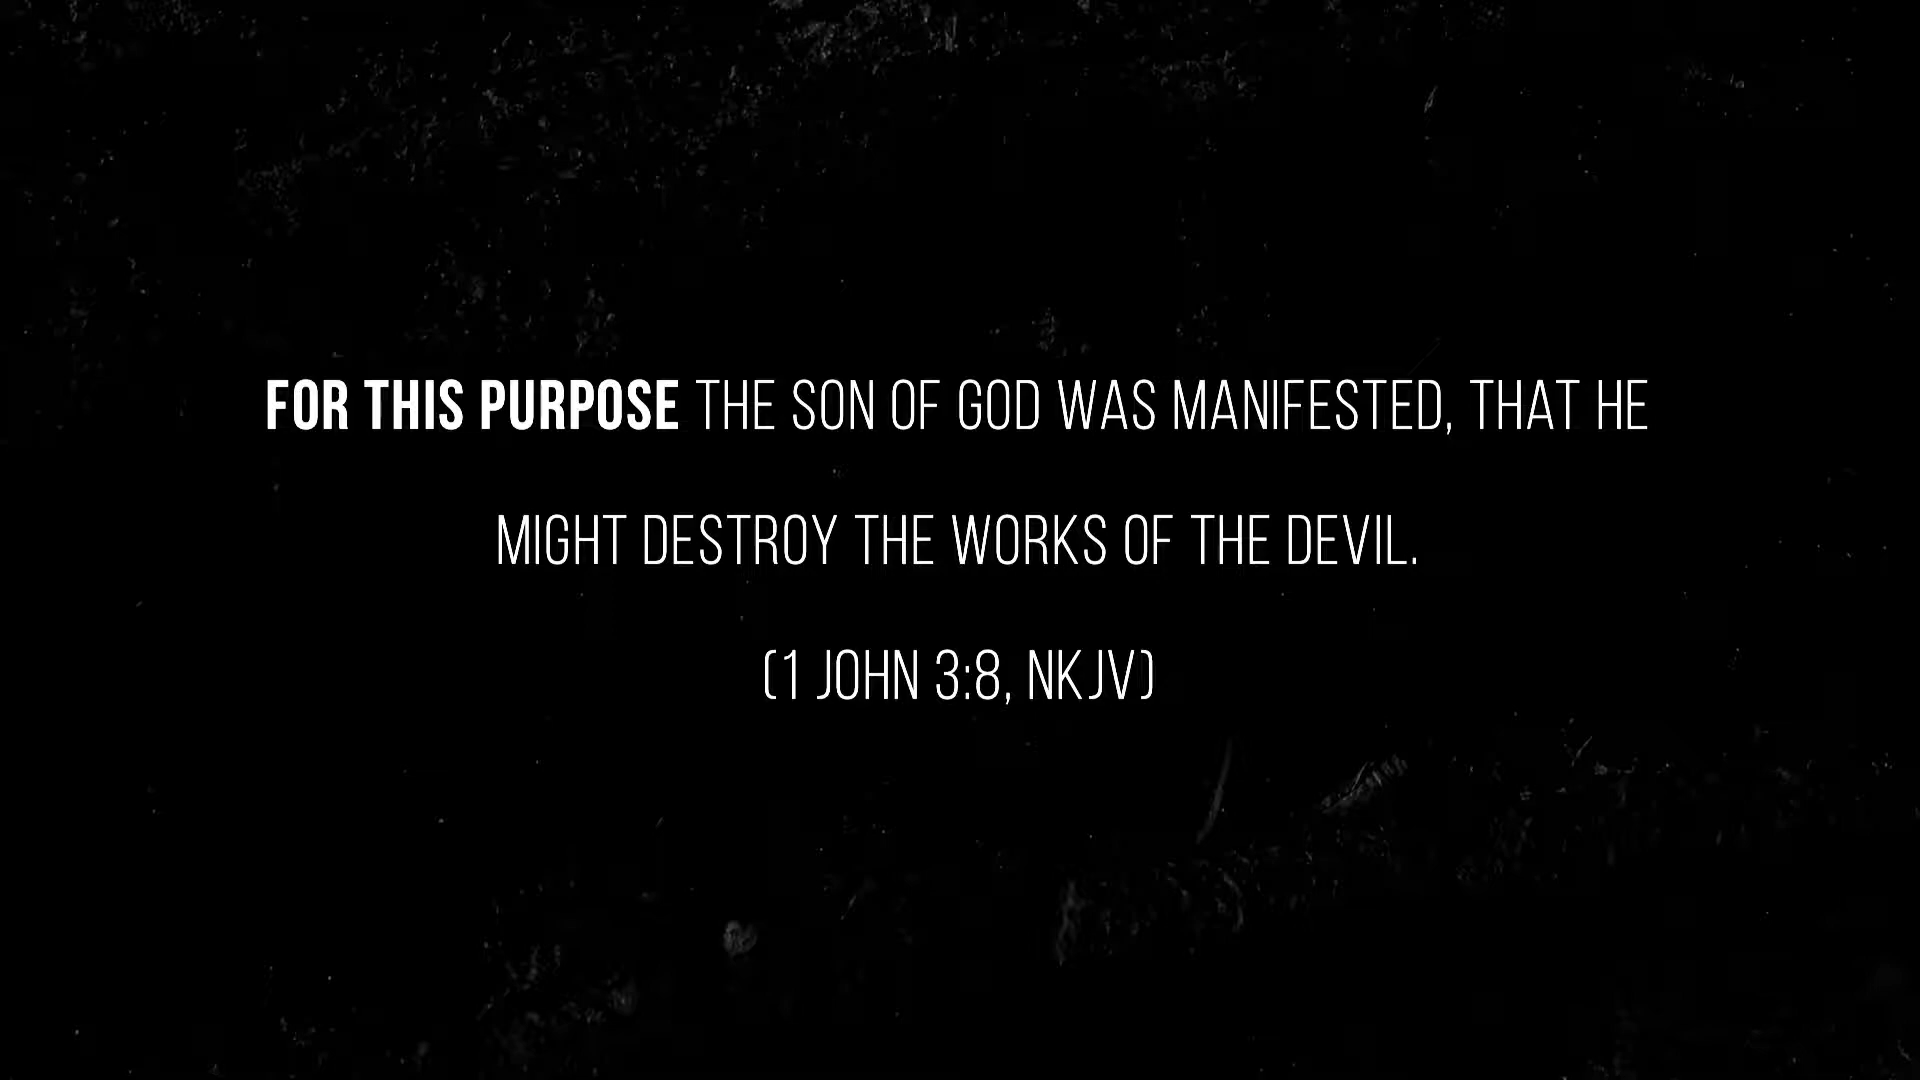 FOR THIS PURPOSE THE SON OF GOD WAS MANIFESTED, THAT HE
MIGHT DESTROY THE WORKS OF THE DEVIL.
(1 JOHN 3:8, NKJV)